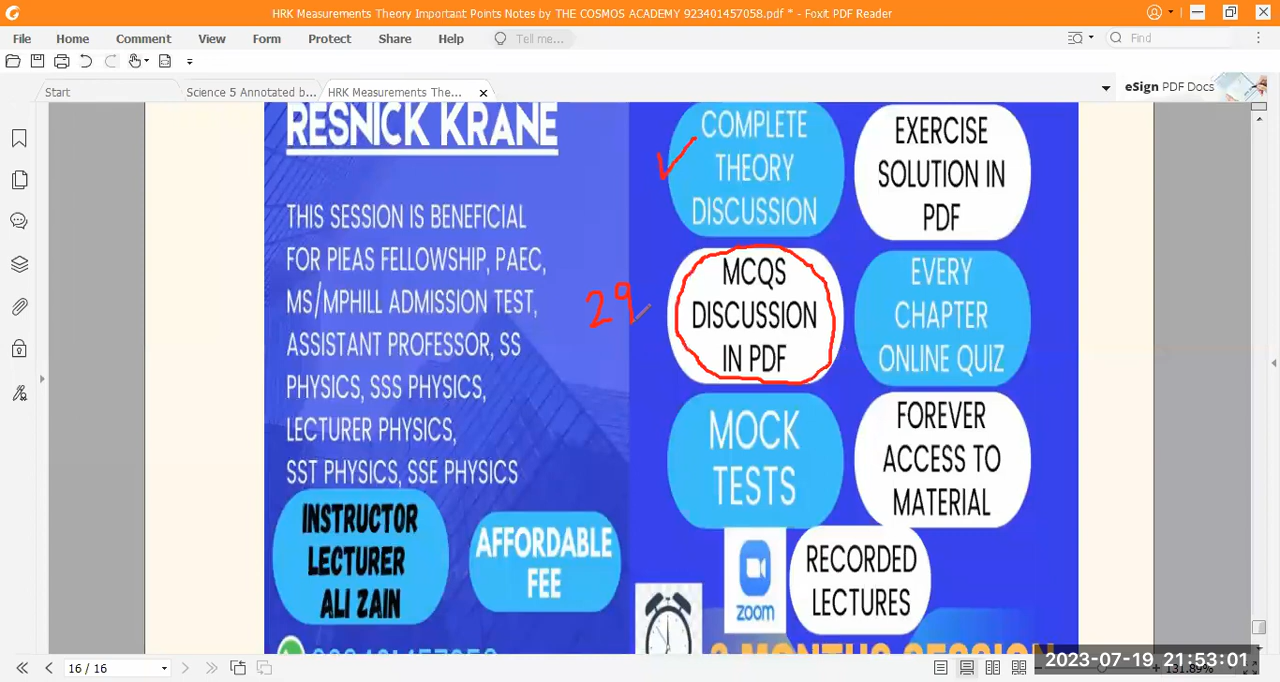 HRK Measurements Theory Important Points Notes by THE COSMOS ACADEMY 923401457058.pdf * - Foxit PDF Reader
File Home Comment View Form Protect Share Help Tell me... Find
Start Science 5 Annotated b... HRK Measurements The... eSign PDF Docs
RESNICK KRANE
THIS SESSION IS BENEFICIAL
FOR PIEAS FELLOWSHIP, PAEC,
MS/MPHILL ADMISSION TEST,
ASSISTANT PROFESSOR, SS
PHYSICS, SSS PHYSICS,
LECTURER PHYSICS,
SST PHYSICS, SSE PHYSICS
INSTRUCTOR
LECTURER
ALI ZAIN
AFFORDABLE
FEE
COMPLETE
THEORY
DISCUSSION
EXERCISE
SOLUTION IN
PDF
29
MCQS
DISCUSSION
IN PDF
EVERY
CHAPTER
ONLINE QUIZ
MOCK
TESTS
FOREVER
ACCESS TO
MATERIAL
zoom
RECORDED
LECTURES
MONTHS SESSION
16 / 16
131.89%
2023-07-19 21:53:01